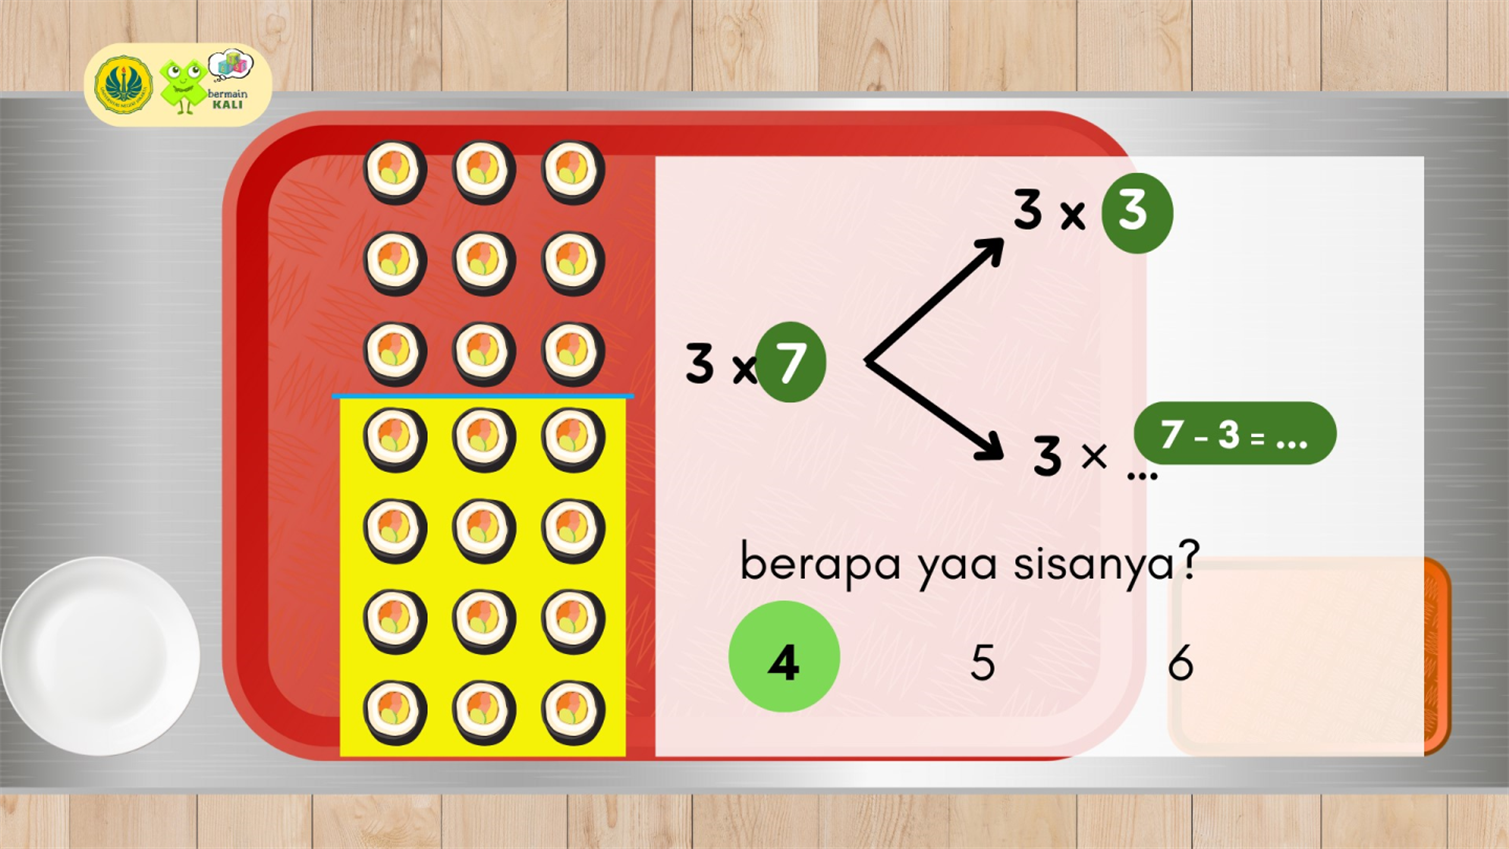 bermain
KALI
3 x 3
3 x 7
7 - 3 = ...
3 × ...
berapa yaa sisanya?
4 5 6